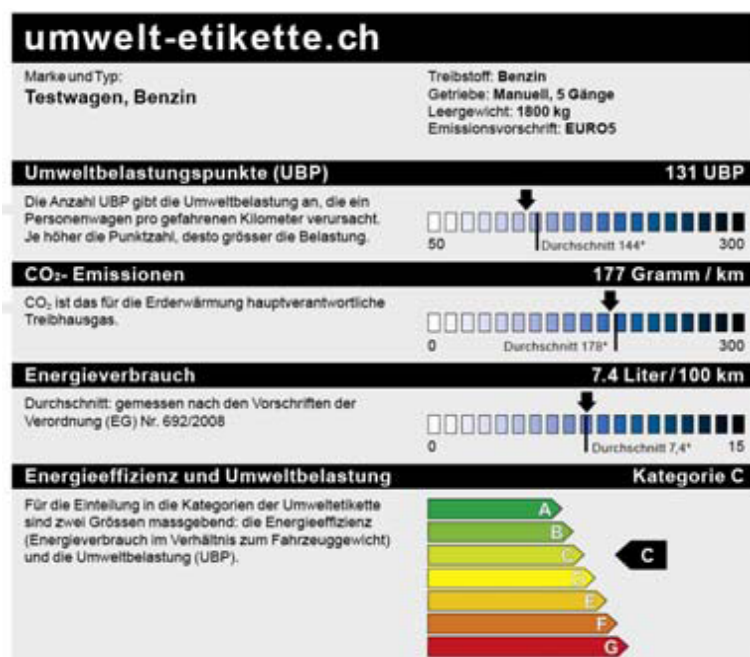 umwelt-etikette.ch
Marke und Typ:
Testwagen, Benzin
Treibstoff: Benzin
Getriebe: Manuell, 5 Gänge
Leergewicht: 1800 kg
Emissionsvorschrift: EURO5
Umweltbelastungspunkte (UBP) 131 UBP
Die Anzahl UBP gibt die Umweltbelastung an, die ein
Personenwagen pro gefahrenen Kilometer verursacht.
Je höher die Punktzahl, desto grösser die Belastung.
50 Durchschnitt 144* 300
CO₂- Emissionen 177 Gramm / km
CO₂ ist das für die Erderwärmung hauptverantwortliche
Treibhausgas.
0 Durchschnitt 178* 300
Energieverbrauch 7.4 Liter/100 km
Durchschnitt: gemessen nach den Vorschriften der
Verordnung (EG) Nr. 692/2008
0 Durchschnitt 7,4* 15
Energieeffizienz und Umweltbelastung Kategorie C
Für die Einteilung in die Kategorien der Umweltetikette
sind zwei Grössen massgebend: die Energieeffizienz
(Energieverbrauch im Verhältnis zum Fahrzeuggewicht)
und die Umweltbelastung (UBP).
A
B
C C
D
E
F
G